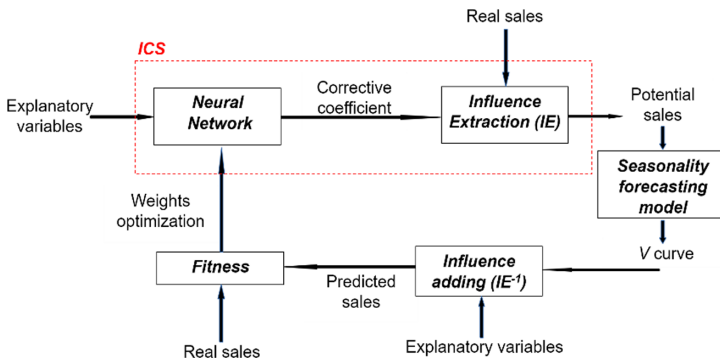 Real sales
ICS
Explanatory
variables
Neural
Network
Corrective
coefficient
Influence
Extraction (IE)
Potential
sales
Seasonality
forecasting
model
Weights
optimization
V curve
Fitness
Predicted
sales
Influence
adding (IE⁻¹)
Real sales
Explanatory variables